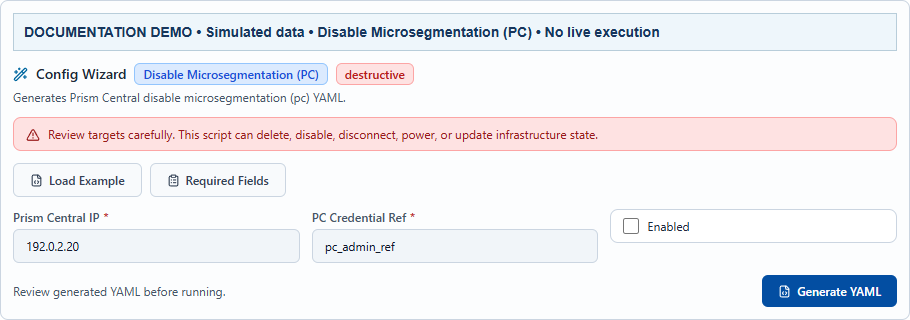 DOCUMENTATION DEMO • Simulated data • Disable Microsegmentation (PC) • No live execution
Config Wizard Disable Microsegmentation (PC) destructive
Generates Prism Central disable microsegmentation (pc) YAML.
Review targets carefully. This script can delete, disable, disconnect, power, or update infrastructure state.
Load Example Required Fields
Prism Central IP * PC Credential Ref *
192.0.2.20 pc_admin_ref Enabled
Review generated YAML before running. Generate YAML